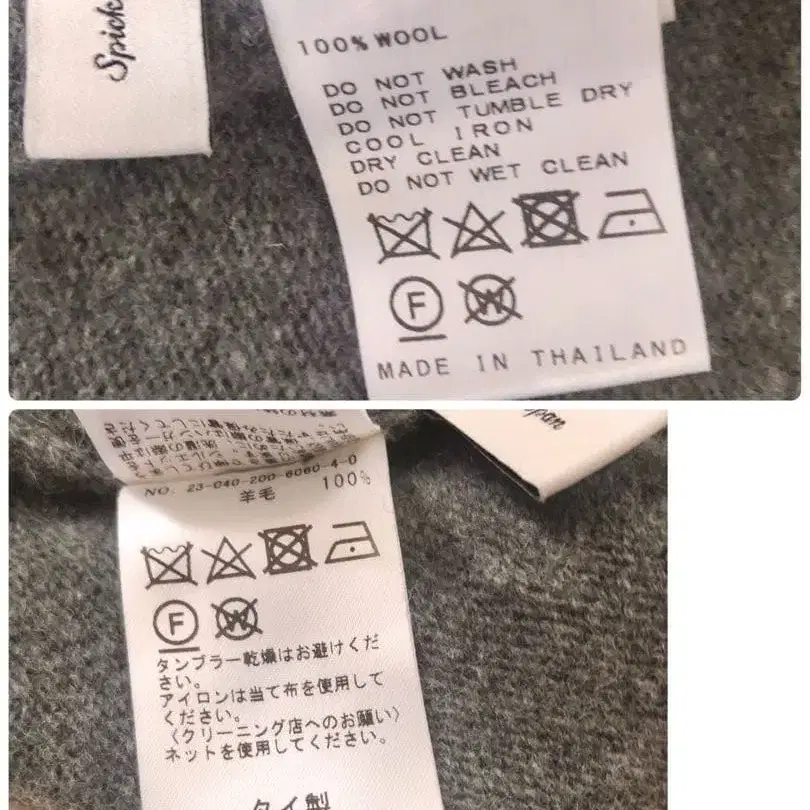 Spick
100% WOOL
DO NOT WASH
DO NOT BLEACH
DO NOT TUMBLE DRY
COOL IRON
DRY CLEAN
DO NOT WET CLEAN
F W
MADE IN THAILAND
pan
NO. 23-040-200-6060-4-0
羊毛 100%
F W
タンブラー乾燥はお避けくだ
さい。
アイロンは当て布を使用して
ください。
〈クリーニング店へのお願い〉
ネットを使用してください。
タイ製